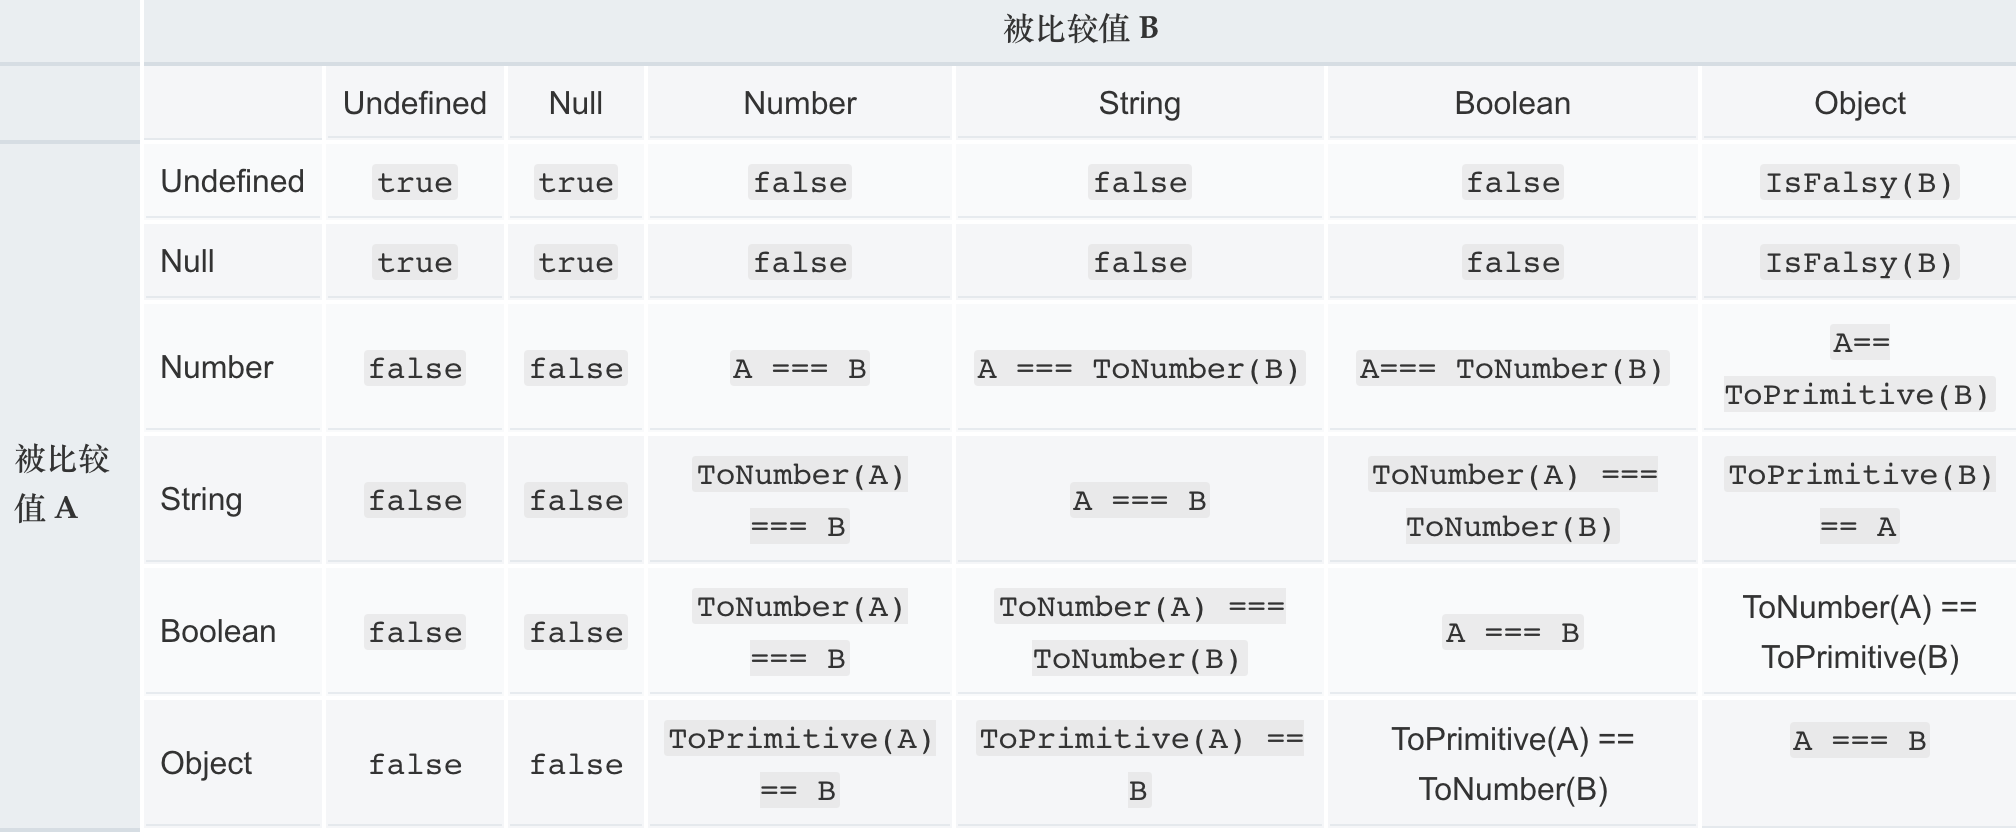 被比较值 B
Undefined Null Number String Boolean Object
Undefined true true false false false IsFalsy(B)
Null true true false false false IsFalsy(B)
Number false false A === B A === ToNumber(B) A=== ToNumber(B) A==
ToPrimitive(B)
被比较
值 A
String false false ToNumber(A)
=== B
A === B
ToNumber(A) ===
ToNumber(B)
ToPrimitive(B)
== A
Boolean false false ToNumber(A)
=== B
ToNumber(A) ===
ToNumber(B)
A === B
ToNumber(A) ==
ToPrimitive(B)
Object false false ToPrimitive(A)
== B
ToPrimitive(A) ==
B
ToPrimitive(A) ==
ToNumber(B)
A === B